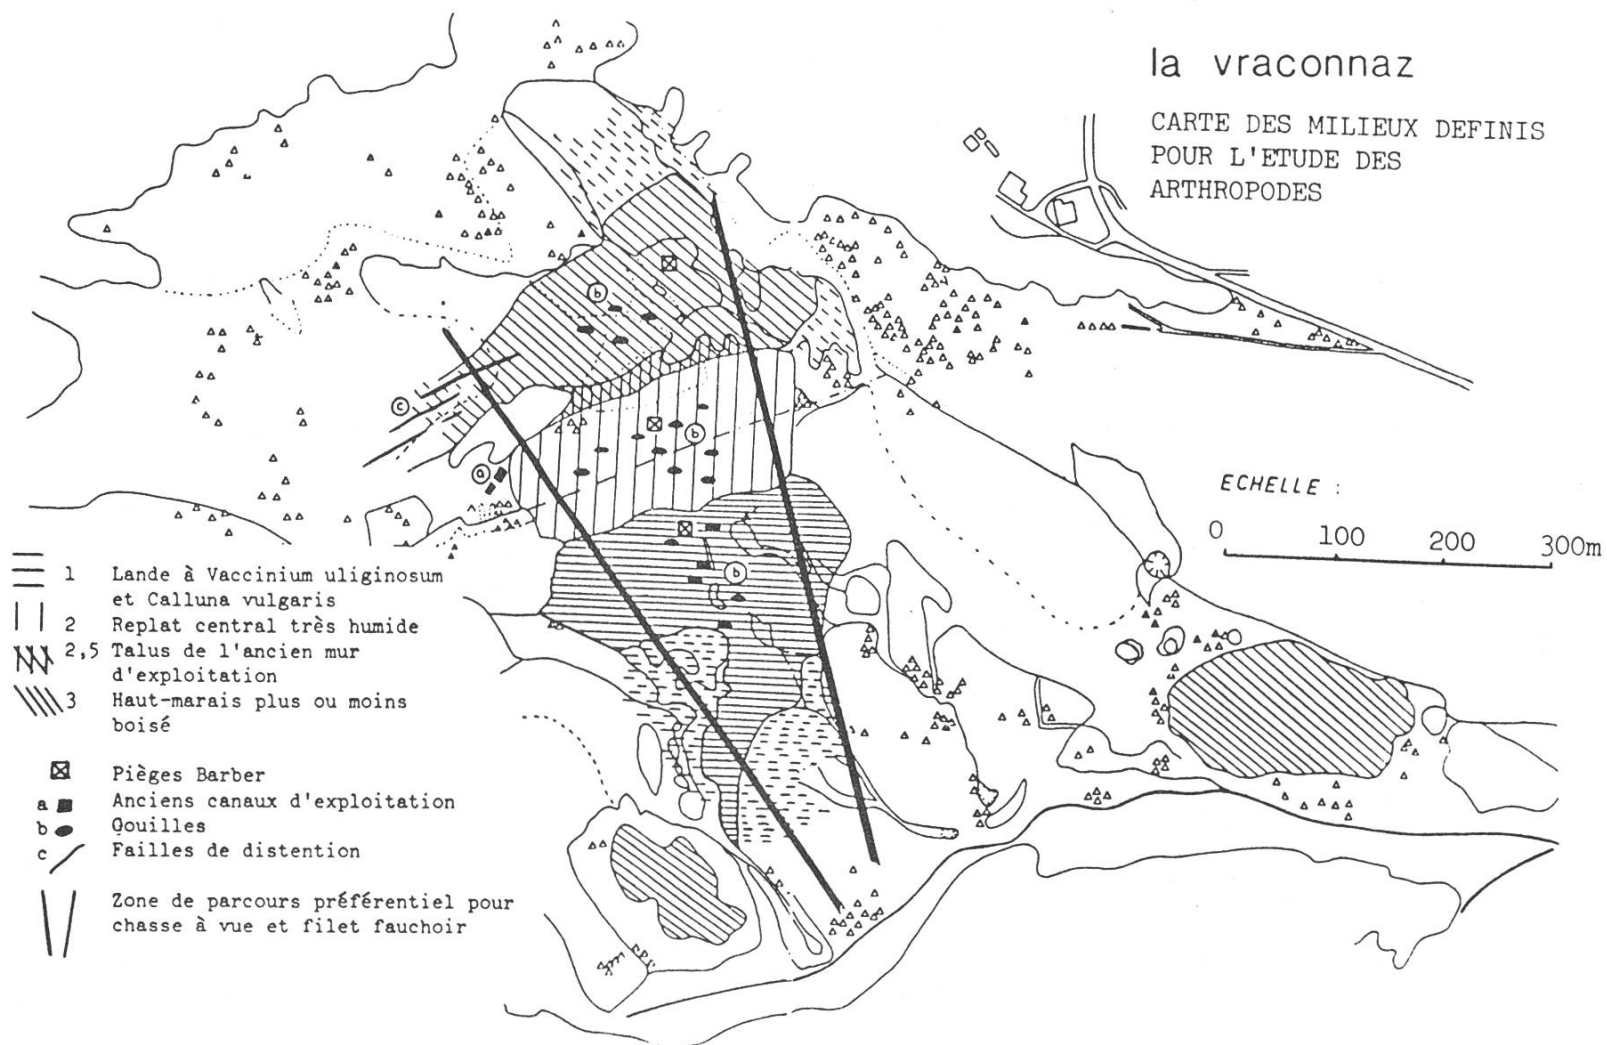 la vraconnaz
CARTE DES MILIEUX DEFINIS
POUR L'ETUDE DES
ARTHROPODES
b
c
b
a
b
ECHELLE :
0 100 200 300m
1 Lande à Vaccinium uliginosum
et Calluna vulgaris
2 Replat central très humide
2,5 Talus de l'ancien mur
d'exploitation
3 Haut-marais plus ou moins
boisé
Pièges Barber
a Anciens canaux d'exploitation
b Gouilles
c Failles de distention
Zone de parcours préférentiel pour
chasse à vue et filet fauchoir